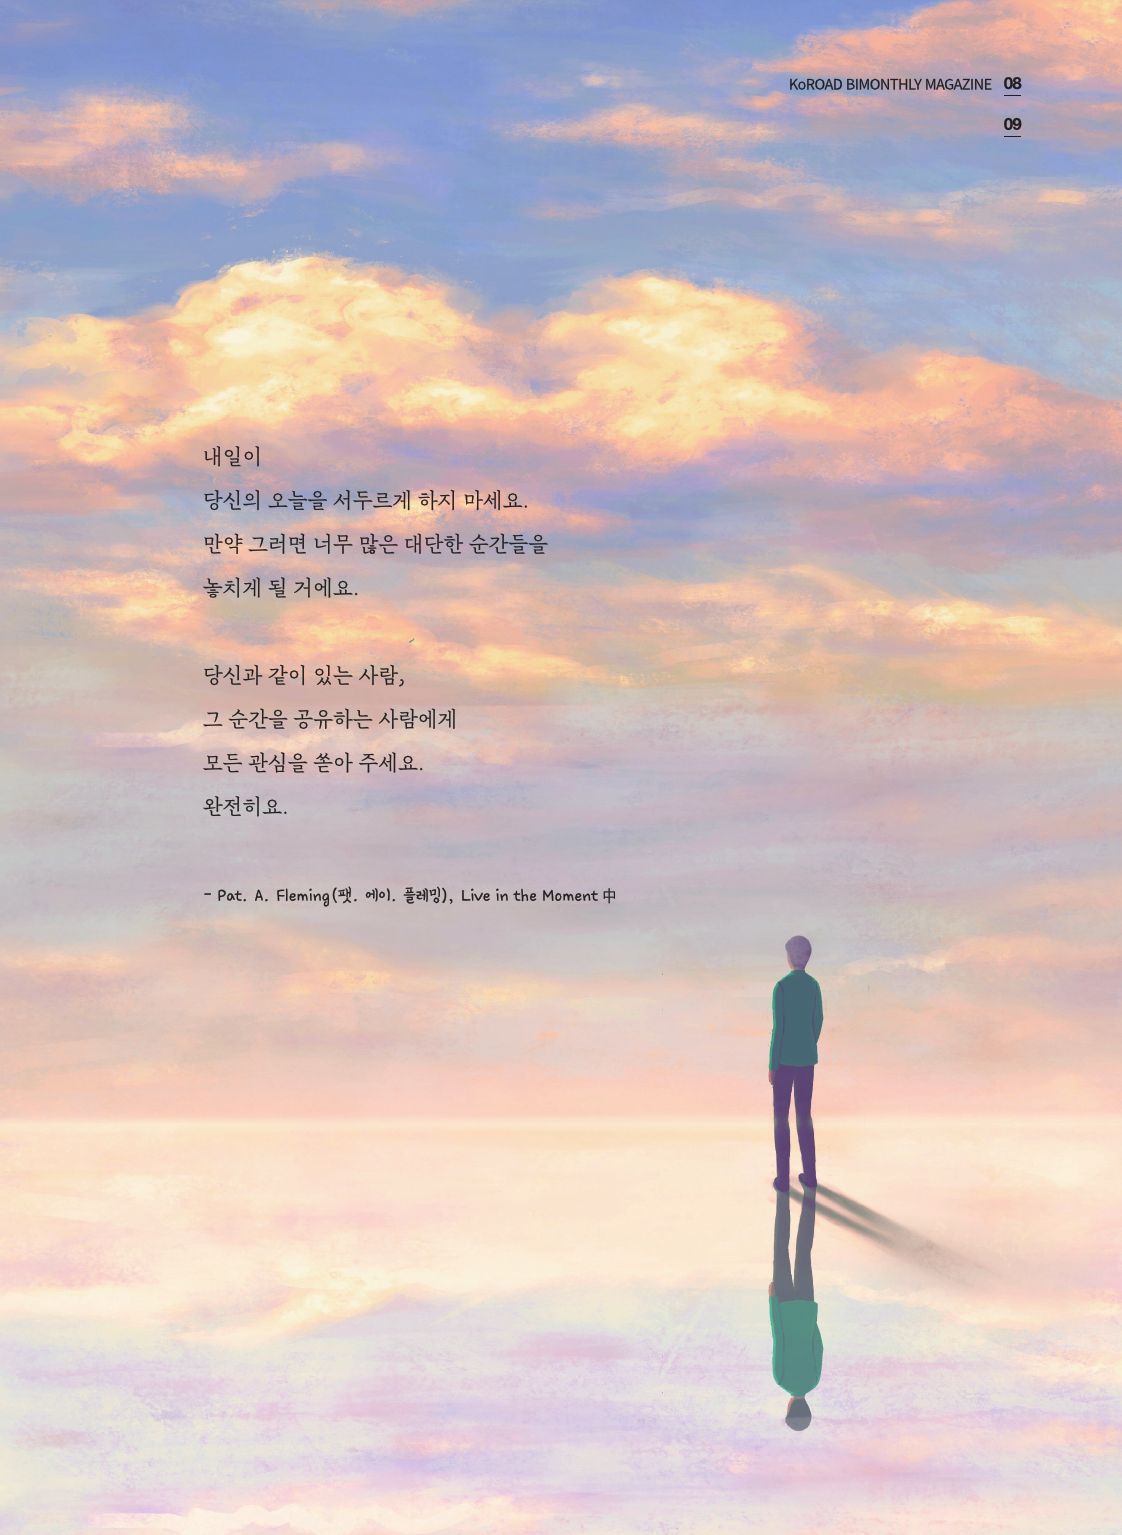 KoROAD BIMONTHLY MAGAZINE 08
09
내일이
당신의 오늘을 서두르게 하지 마세요.
만약 그러면 너무 많은 대단한 순간들을
놓치게 될 거에요.
당신과 같이 있는 사람,
그 순간을 공유하는 사람에게
모든 관심을 쏟아 주세요.
완전히요.
- Pat. A. Fleming(팻. 에이. 플레밍), Live in the Moment 中